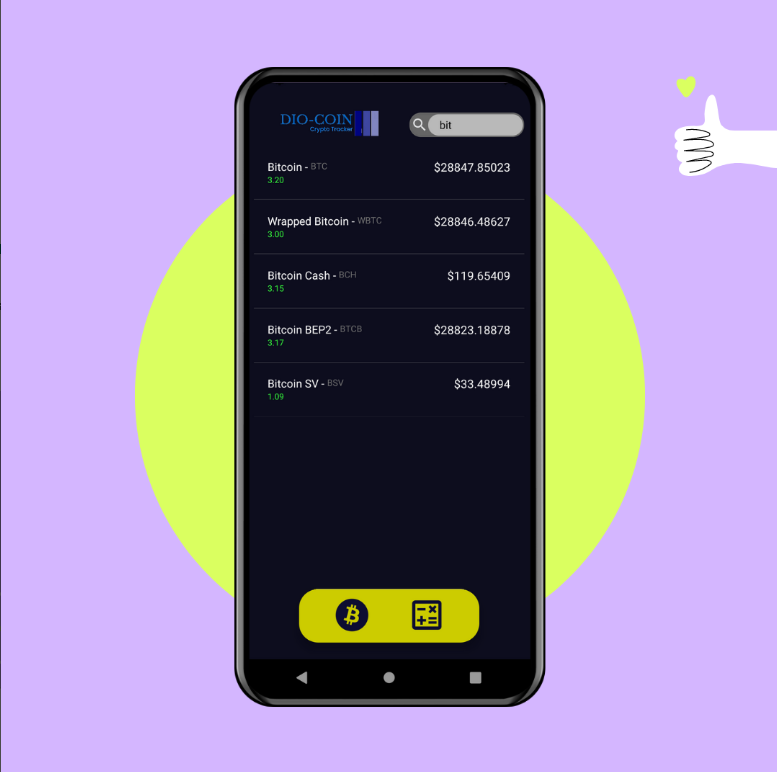 DIO-COIN
Crypto Tracker
bit
Bitcoin - BTC $28847.85023
3.20
Wrapped Bitcoin - WBTC $28846.48627
3.00
Bitcoin Cash - BCH $119.65409
3.15
Bitcoin BEP2 - BTCB $28823.18878
3.17
Bitcoin SV - BSV $33.48994
1.09